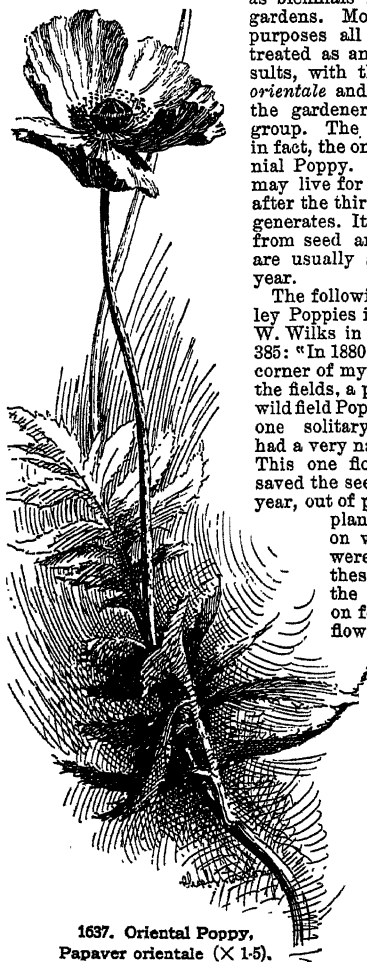 as biennials
gardens. Mo
purposes all
treated as an
sults, with t
orientale and
the gardener
group. The
in fact, the or
nial Poppy.
may live for
after the thir
generates. It
from seed ar
are usually
year.
The followi
ley Poppies i
W. Wilks in
385: "In 1880
corner of my
the fields, a p
wild field Pop
one solitary
had a very na
This one flo
saved the see
year, out of p
plan
on v
were
thes
the
on f
flow
1637. Oriental Poppy,
Papaver orientale (× 1-5).